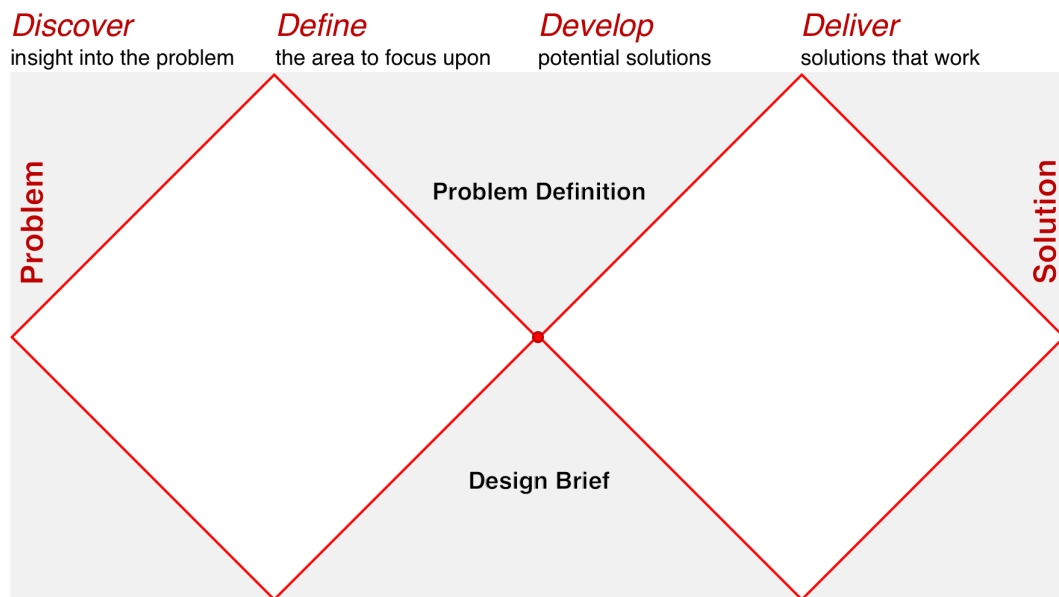 Discover
insight into the problem
Define
the area to focus upon
Develop
potential solutions
Deliver
solutions that work
Problem
Problem Definition
Solution
Design Brief